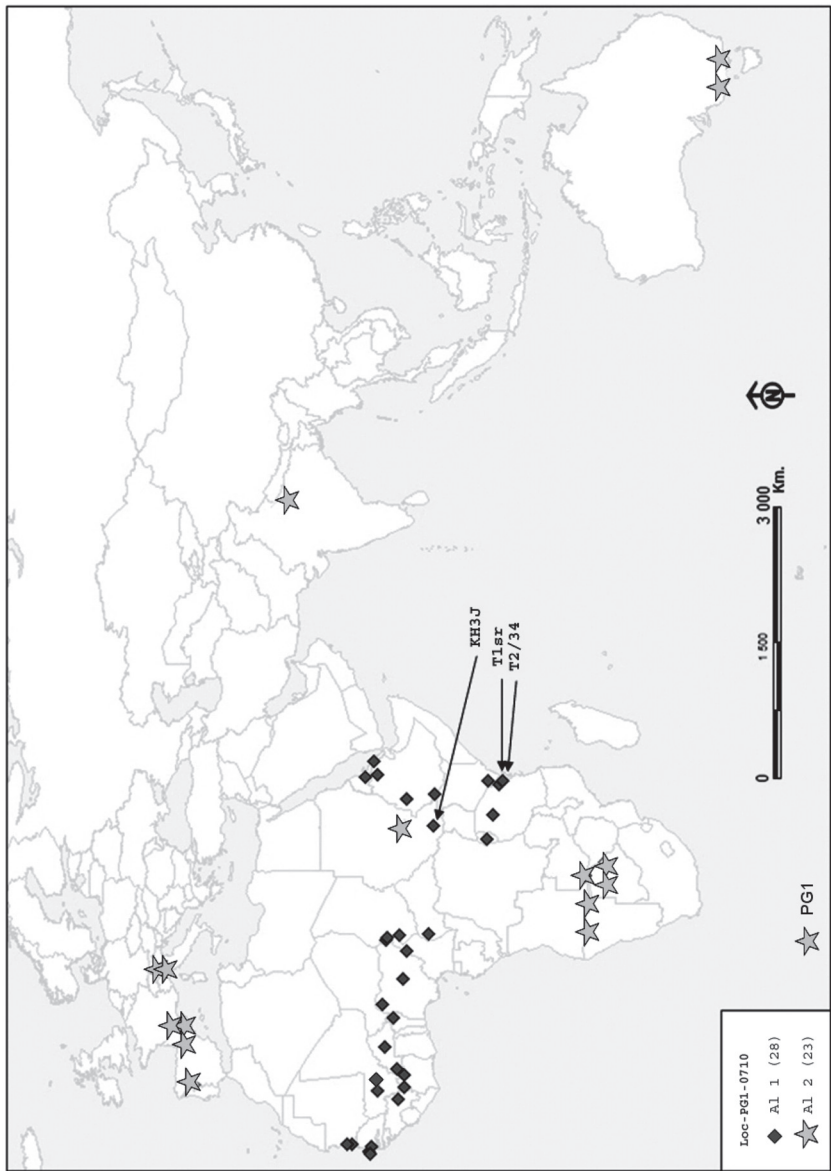 KH3J
T1sr
T2/34
0
1 500
3 000
Km.
N
PG1
Loc-PG1-0710
Al 1 (28)
Al 2 (23)